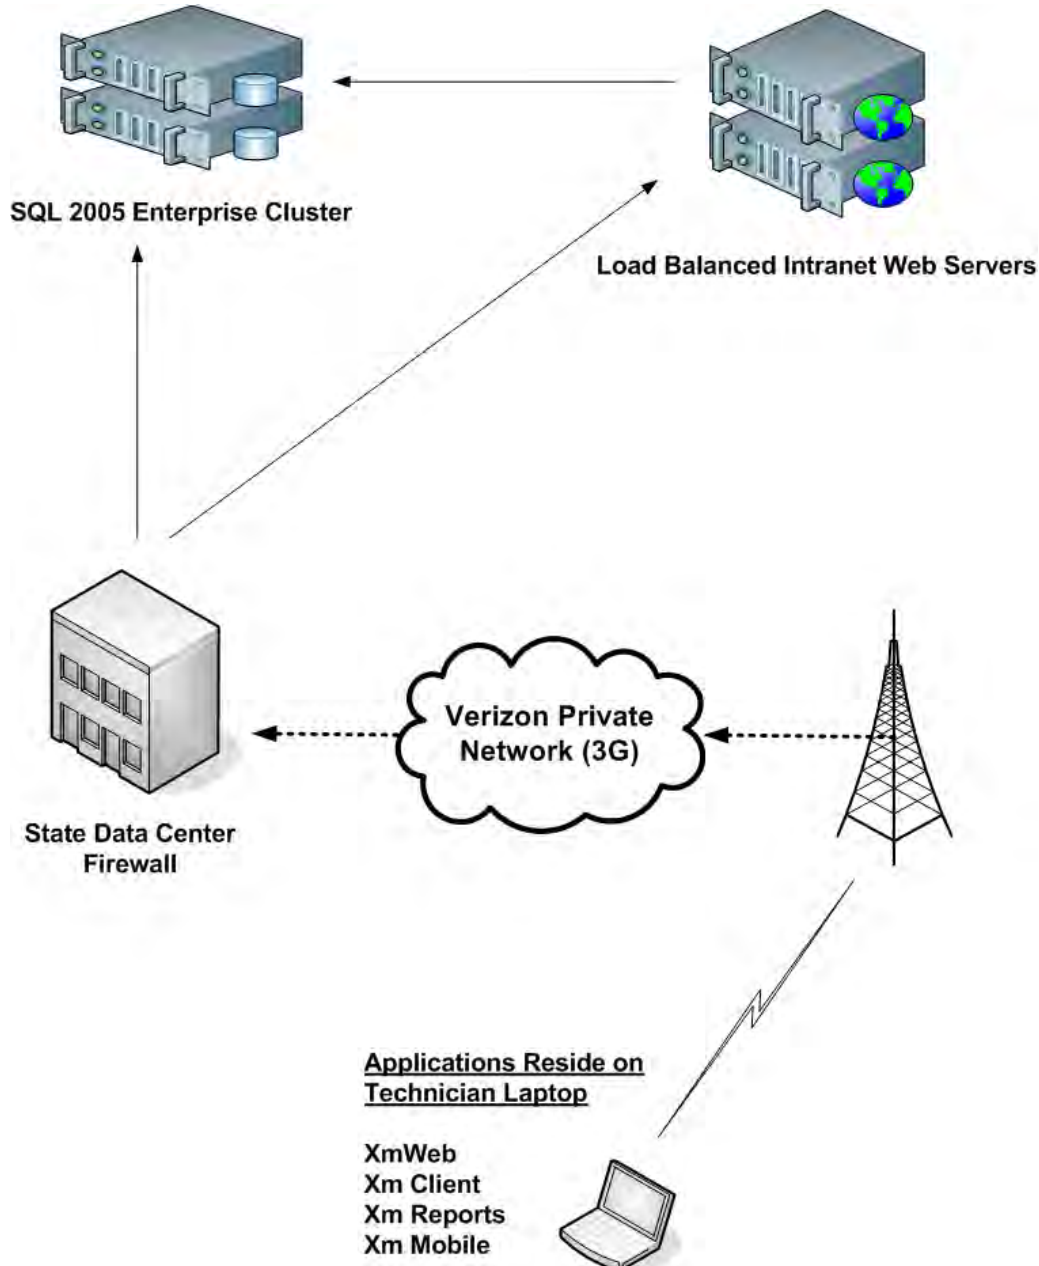 SQL 2005 Enterprise Cluster
Load Balanced Intranet Web Servers
Verizon Private
Network (3G)
State Data Center
Firewall
Applications Reside on
Technician Laptop
XmWeb
Xm Client
Xm Reports
Xm Mobile